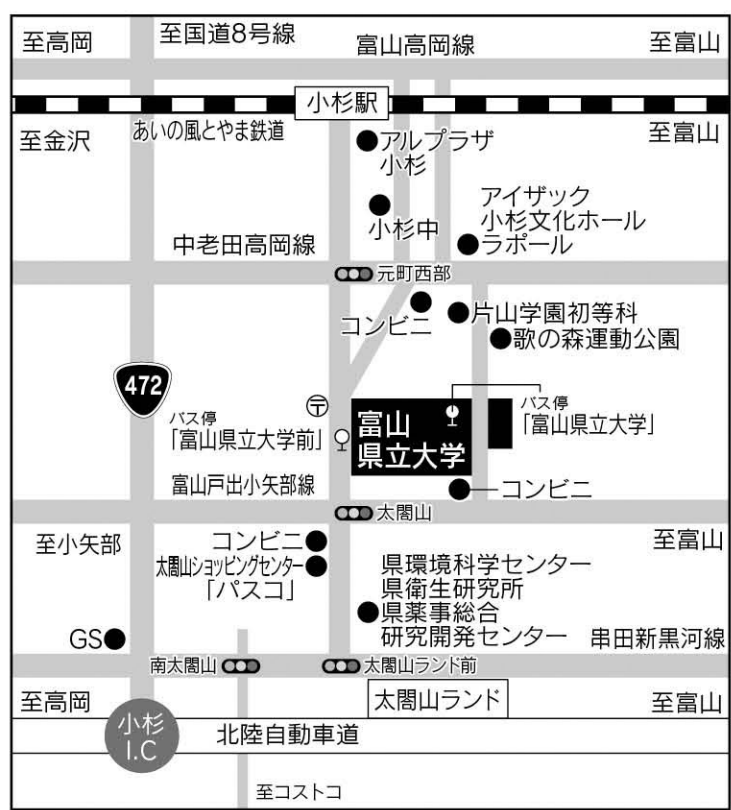 至高岡
至国道8号線
富山高岡線
至富山
小杉駅
至金沢
あいの風とやま鉄道
至富山
アルプラザ
小杉
小杉中
アイザック
小杉文化ホール
ラポール
中老田高岡線
元町西部
コンビニ
片山学園初等科
歌の森運動公園
472
〒
バス停
「富山県立大学前」
富山
県立大学
バス停
「富山県立大学」
富山戸出小矢部線
コンビニ
太閤山
至小矢部
至富山
コンビニ
太閤山ショッピングセンター
「パスコ」
県環境科学センター
県衛生研究所
県薬事総合
研究開発センター
GS
串田新黒河線
南太閤山
太閤山ランド前
至高岡
太閤山ランド
至富山
小杉
I.C
北陸自動車道
至コストコ